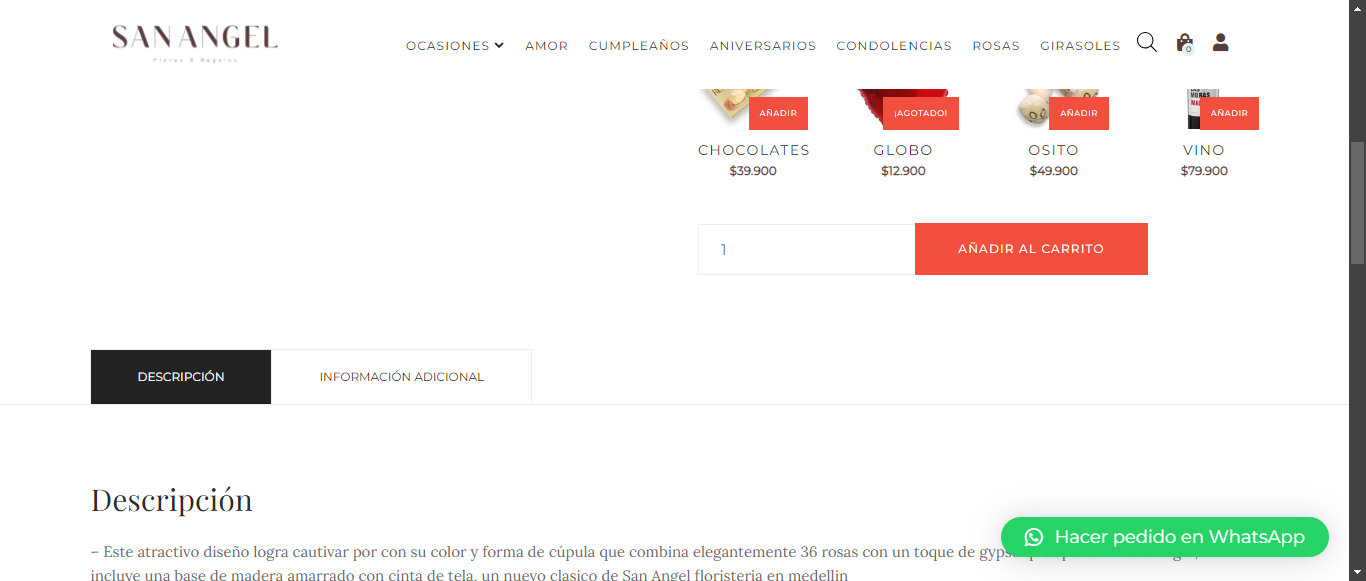 SAN ANGEL
Flores & Regalos
OCASIONES AMOR CUMPLEAÑOS ANIVERSARIOS CONDOLENCIAS ROSAS GIRASOLES
0
AÑADIR ¡AGOTADO! AÑADIR AÑADIR
CHOCOLATES GLOBO OSITO VINO
$39.900 $12.900 $49.900 $79.900
1 AÑADIR AL CARRITO
DESCRIPCIÓN INFORMACIÓN ADICIONAL
Descripción
Hacer pedido en WhatsApp
– Este atractivo diseño logra cautivar por con su color y forma de cúpula que combina elegantemente 36 rosas con un toque de
incluye una base de madera amarrado con cinta de tela, un nuevo clasico de San Angel floristeria en medellin